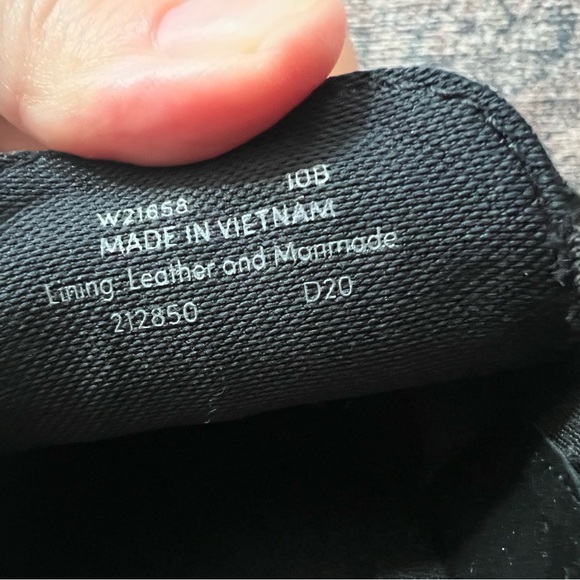 W21658 10B
MADE IN VIETNAM
Lining: Leather and Manmade
212850 D20